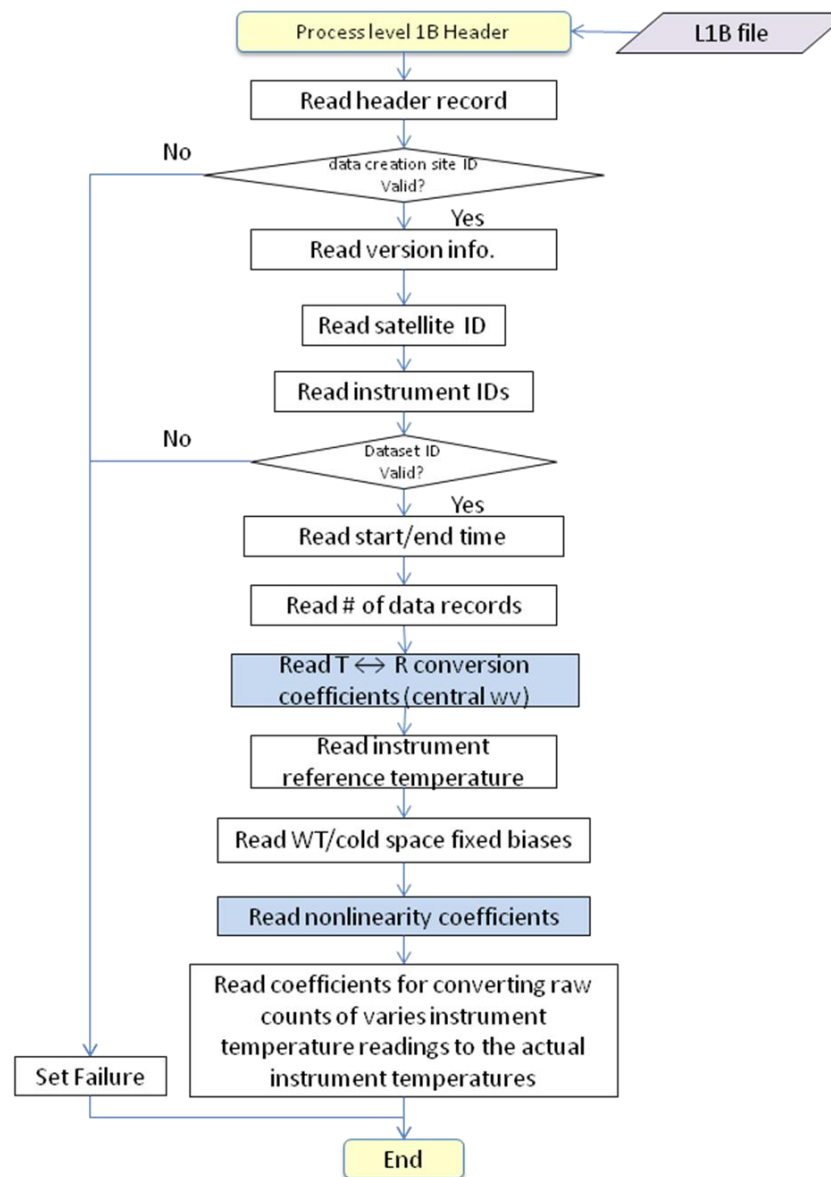 Process level 1B Header
L1B file
Read header record
No
data creation site ID
Valid?
Yes
Read version info.
Read satellite ID
Read instrument IDs
No
Dataset ID
Valid?
Yes
Read start/end time
Read # of data records
Read T ↔ R conversion
coefficients (central wv)
Read instrument
reference temperature
Read WT/cold space fixed biases
Read nonlinearity coefficients
Read coefficients for converting raw
counts of varies instrument
temperature readings to the actual
instrument temperatures
Set Failure
End